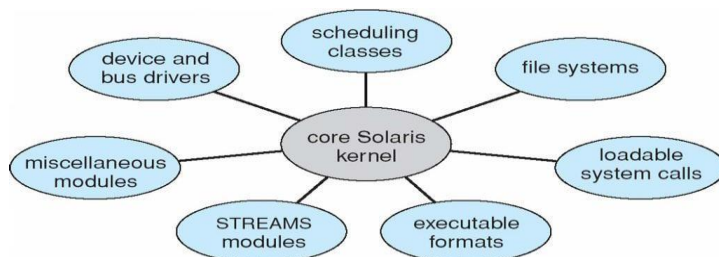 scheduling
classes
device and
bus drivers
file systems
core Solaris
kernel
miscellaneous
modules
loadable
system calls
STREAMS
modules
executable
formats